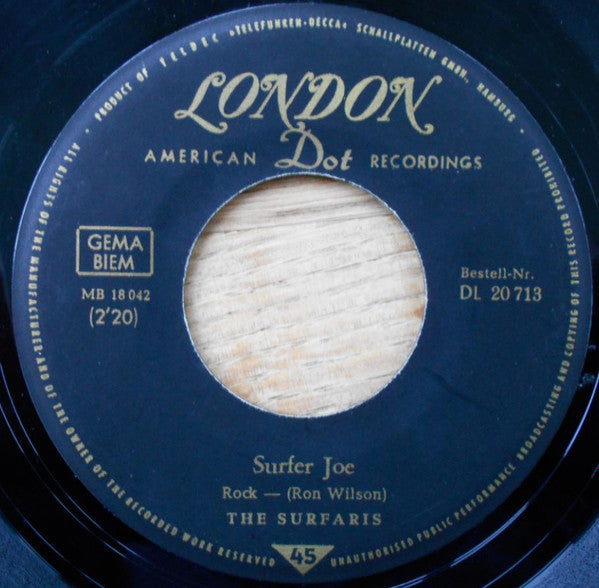 • PRODUCT OF TELDEC »TELEFUNKEN-DECCA« SCHALLPLATTEN GMBH., HAMBURG •
LONDON
AMERICAN Dot RECORDINGS
GEMA
BIEM
MB 18 042
(2'20)
Bestell-Nr.
DL 20 713
Surfer Joe
Rock — (Ron Wilson)
THE SURFARIS
45
ALL RIGHTS OF THE MANUFACTURER · AND OF THE OWNER OF THE RECORDED WORK RESERVED
UNAUTHORISED PUBLIC PERFORMANCE BROADCASTING AND COPYING OF THIS RECORD PROHIBITED